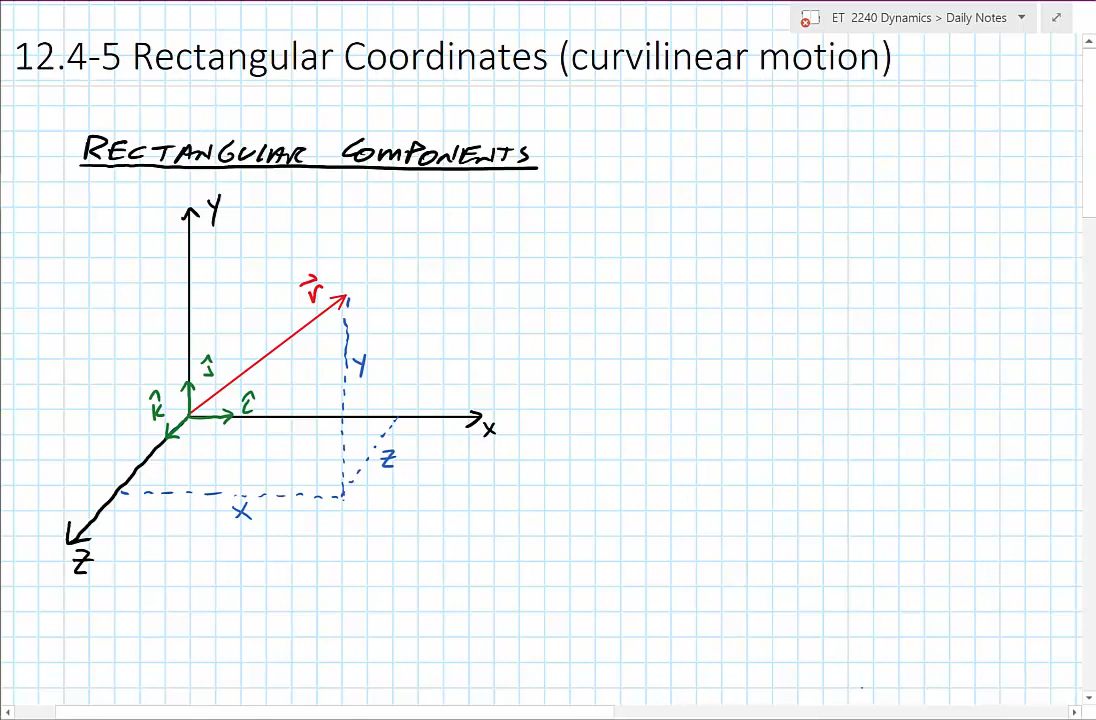 ET 2240 Dynamics > Daily Notes
12.4-5 Rectangular Coordinates (curvilinear motion)
RECTANGULAR COMPONENTS
Y
r⃗
Y
ĵ
k̂
î
X
Z
X
Z